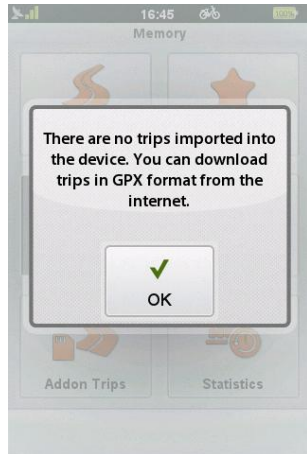 16:45
100%
Memory
There are no trips imported into
the device. You can download
trips in GPX format from the
internet.
OK
Addon Trips
Statistics